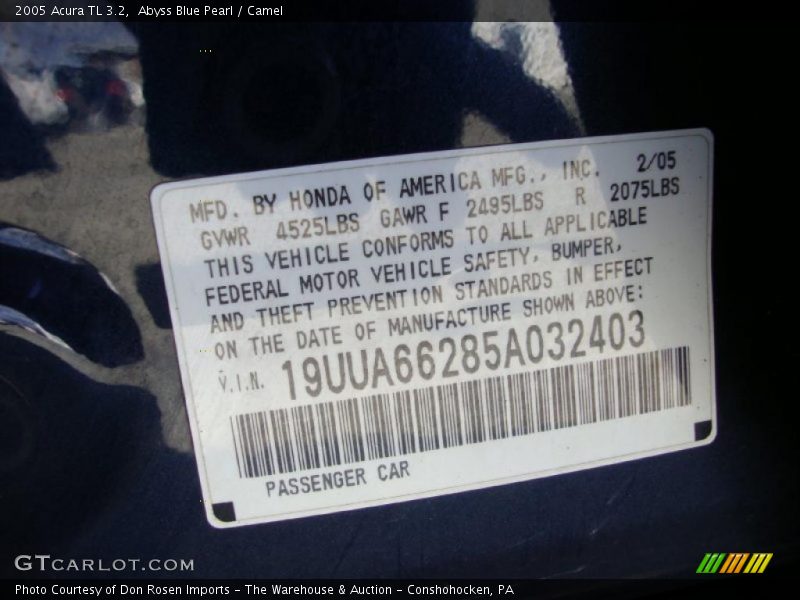 2005 Acura TL 3.2, Abyss Blue Pearl / Camel
MFD. BY HONDA OF AMERICA MFG., INC. 2/05
GVWR 4525LBS GAWR F 2495LBS R 2075LBS
THIS VEHICLE CONFORMS TO ALL APPLICABLE
FEDERAL MOTOR VEHICLE SAFETY, BUMPER,
AND THEFT PREVENTION STANDARDS IN EFFECT
ON THE DATE OF MANUFACTURE SHOWN ABOVE:
V.I.N. 19UUA66285A032403
PASSENGER CAR
GTCARLOT.COM
Photo Courtesy of Don Rosen Imports - The Warehouse & Auction - Conshohocken, PA